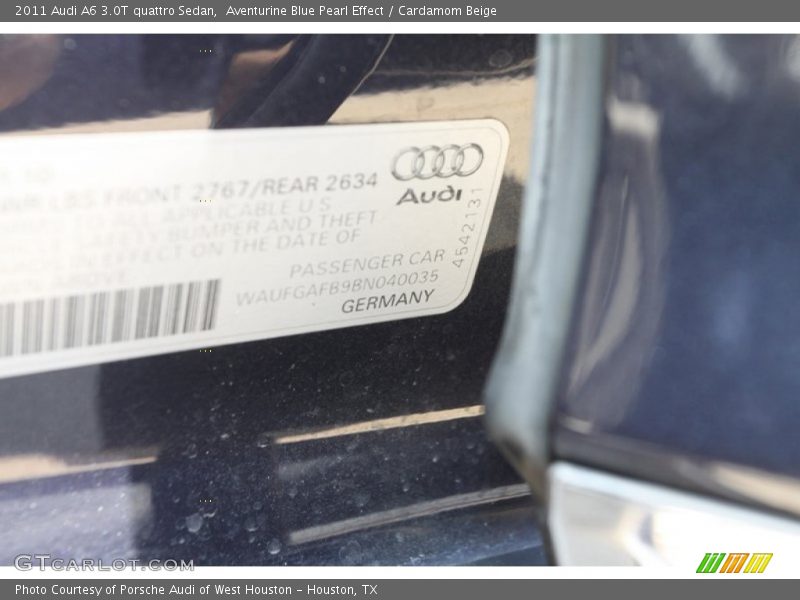 2011 Audi A6 3.0T quattro Sedan,  Aventurine Blue Pearl Effect / Cardamom Beige
LBS FRONT 2767/REAR 2634
APPLICABLE U S
BUMPER AND THEFT
IN EFFECT ON THE DATE OF
PASSENGER CAR
WAUFGAFB9BN040035
GERMANY
Audi
4542131
GTCarLot.com
Photo Courtesy of Porsche Audi of West Houston – Houston, TX